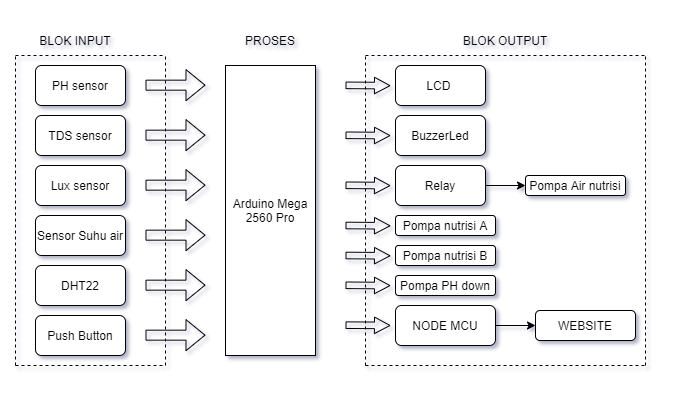 BLOK INPUT
PROSES
BLOK OUTPUT
PH sensor
TDS sensor
Lux sensor
Sensor Suhu air
DHT22
Push Button
Arduino Mega
2560 Pro
LCD
BuzzerLed
Relay
Pompa Air nutrisi
Pompa nutrisi A
Pompa nutrisi B
Pompa PH down
NODE MCU
WEBSITE